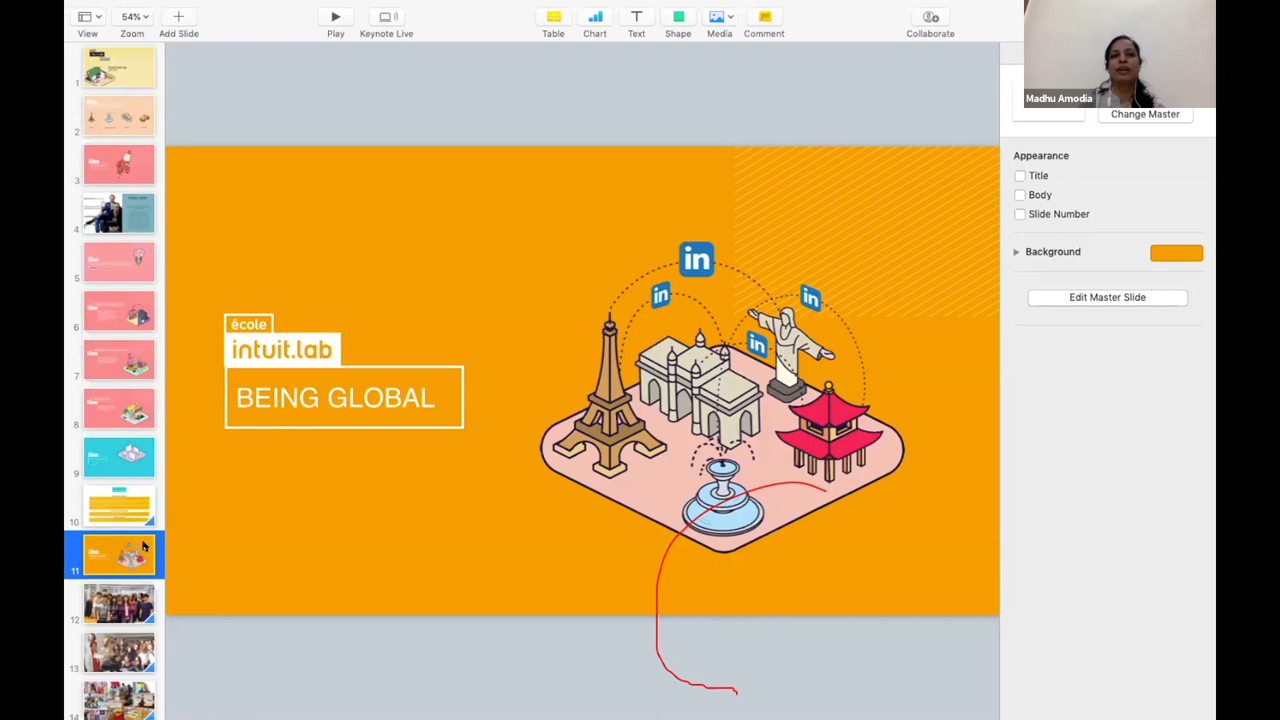 54%
View
Zoom
Add Slide
Play
Keynote Live
Table
Chart
Text
Shape
Media
Comment
Collaborate
Madhu Amodia
Change Master
Appearance
Title
Body
Slide Number
Background
Edit Master Slide
1
2
3
4
5
6
7
8
9
10
11
12
13
14
école
intuit.lab
BEING GLOBAL
in
in
in
in